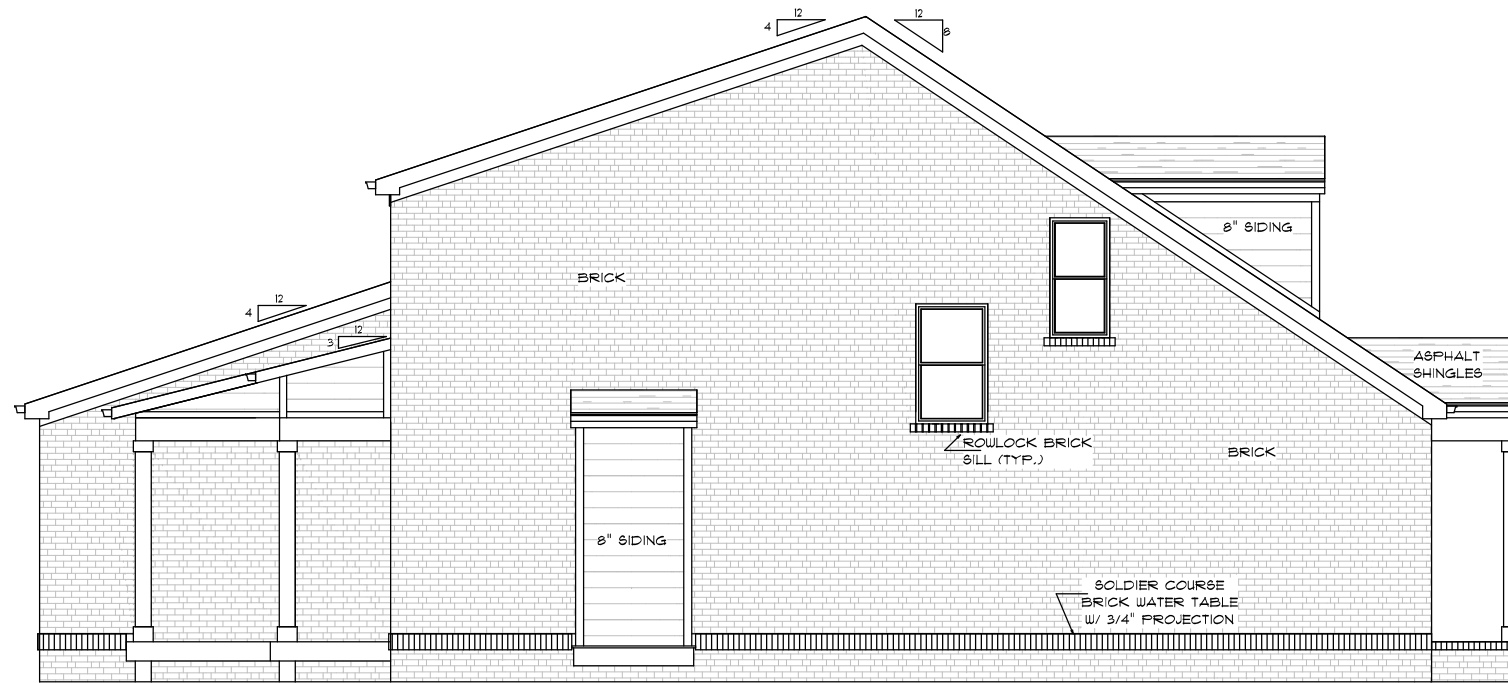 12
4
12
8
8" SIDING
BRICK
12
4
12
3
ASPHALT
SHINGLES
ROWLOCK BRICK
SILL (TYP.)
BRICK
8" SIDING
SOLDIER COURSE
BRICK WATER TABLE
W/ 3/4" PROJECTION